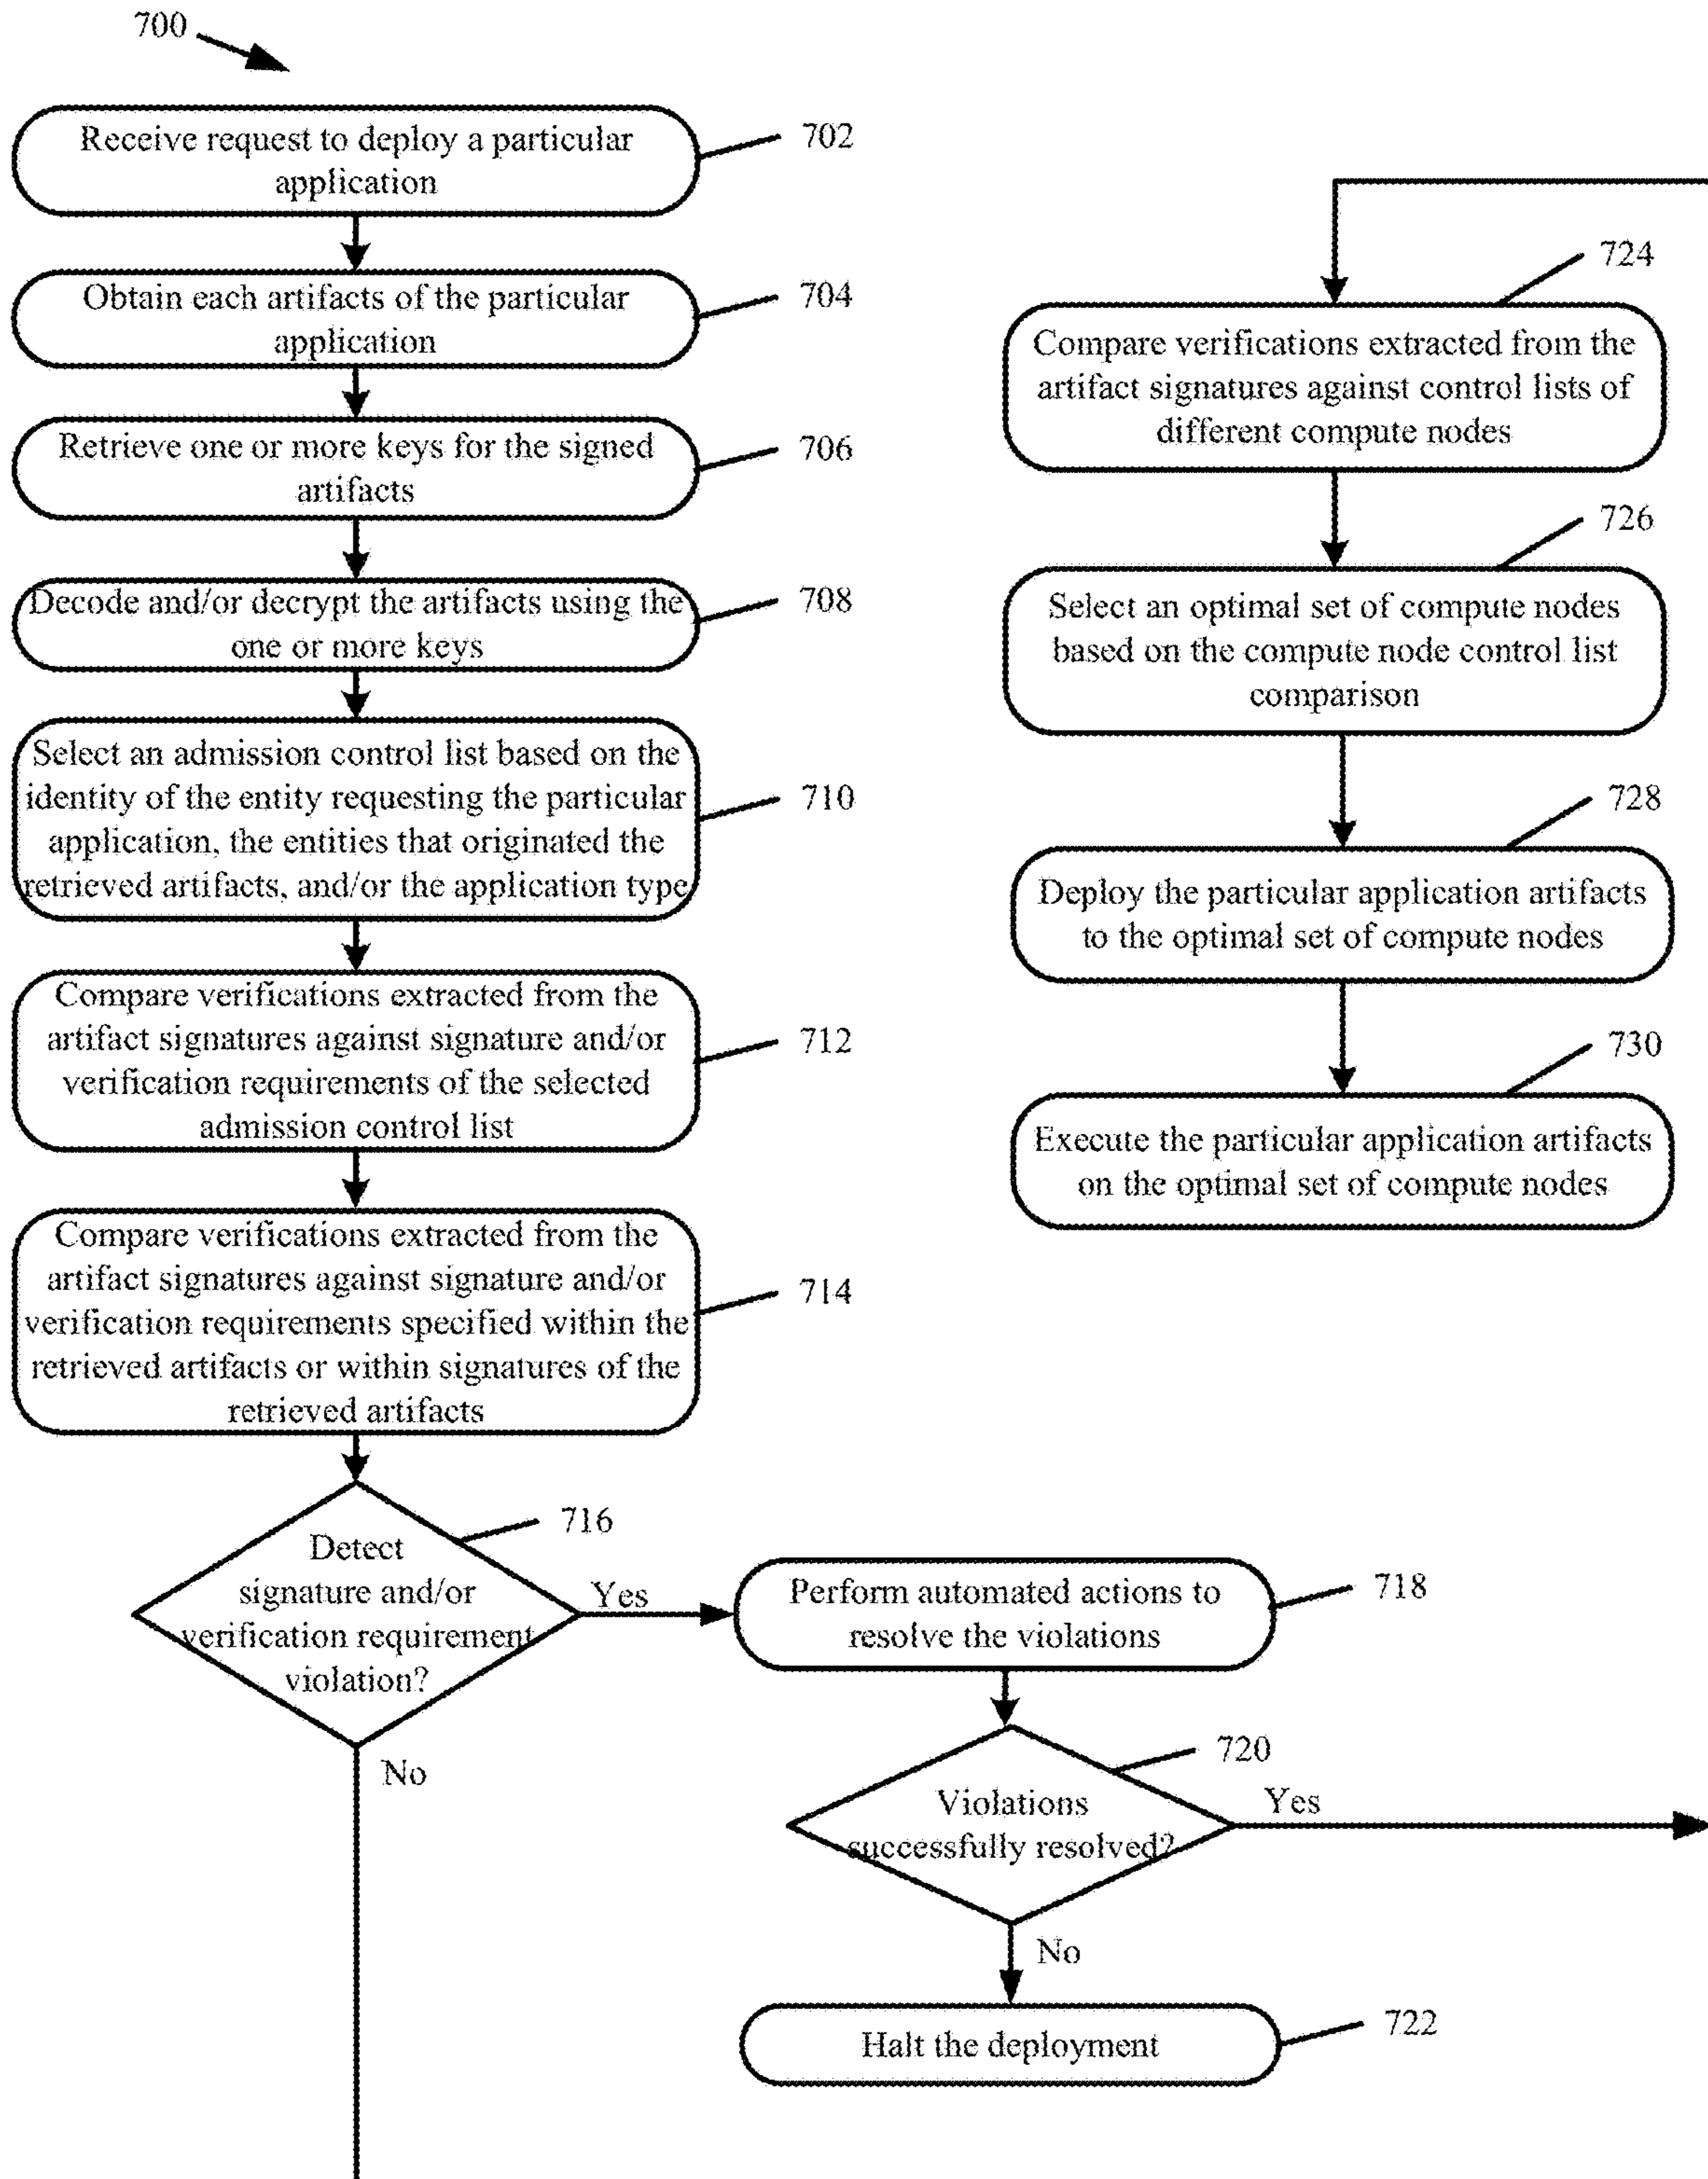 700
Receive request to deploy a particular
application
702
Obtain each artifacts of the particular
application
704
Retrieve one or more keys for the signed
artifacts
706
Decode and/or decrypt the artifacts using the
one or more keys
708
Select an admission control list based on the
identity of the entity requesting the particular
application, the entities that originated the
retrieved artifacts, and/or the application type
710
Compare verifications extracted from the
artifact signatures against signature and/or
verification requirements of the selected
admission control list
712
Compare verifications extracted from the
artifact signatures against signature and/or
verification requirements specified within the
retrieved artifacts or within signatures of the
retrieved artifacts
714
Detect
signature and/or
verification requirement
violation?
716
Yes
No
Perform automated actions to
resolve the violations
718
Violations
successfully resolved?
720
Yes
No
Halt the deployment
722
724
Compare verifications extracted from the
artifact signatures against control lists of
different compute nodes
726
Select an optimal set of compute nodes
based on the compute node control list
comparison
728
Deploy the particular application artifacts
to the optimal set of compute nodes
730
Execute the particular application artifacts
on the optimal set of compute nodes